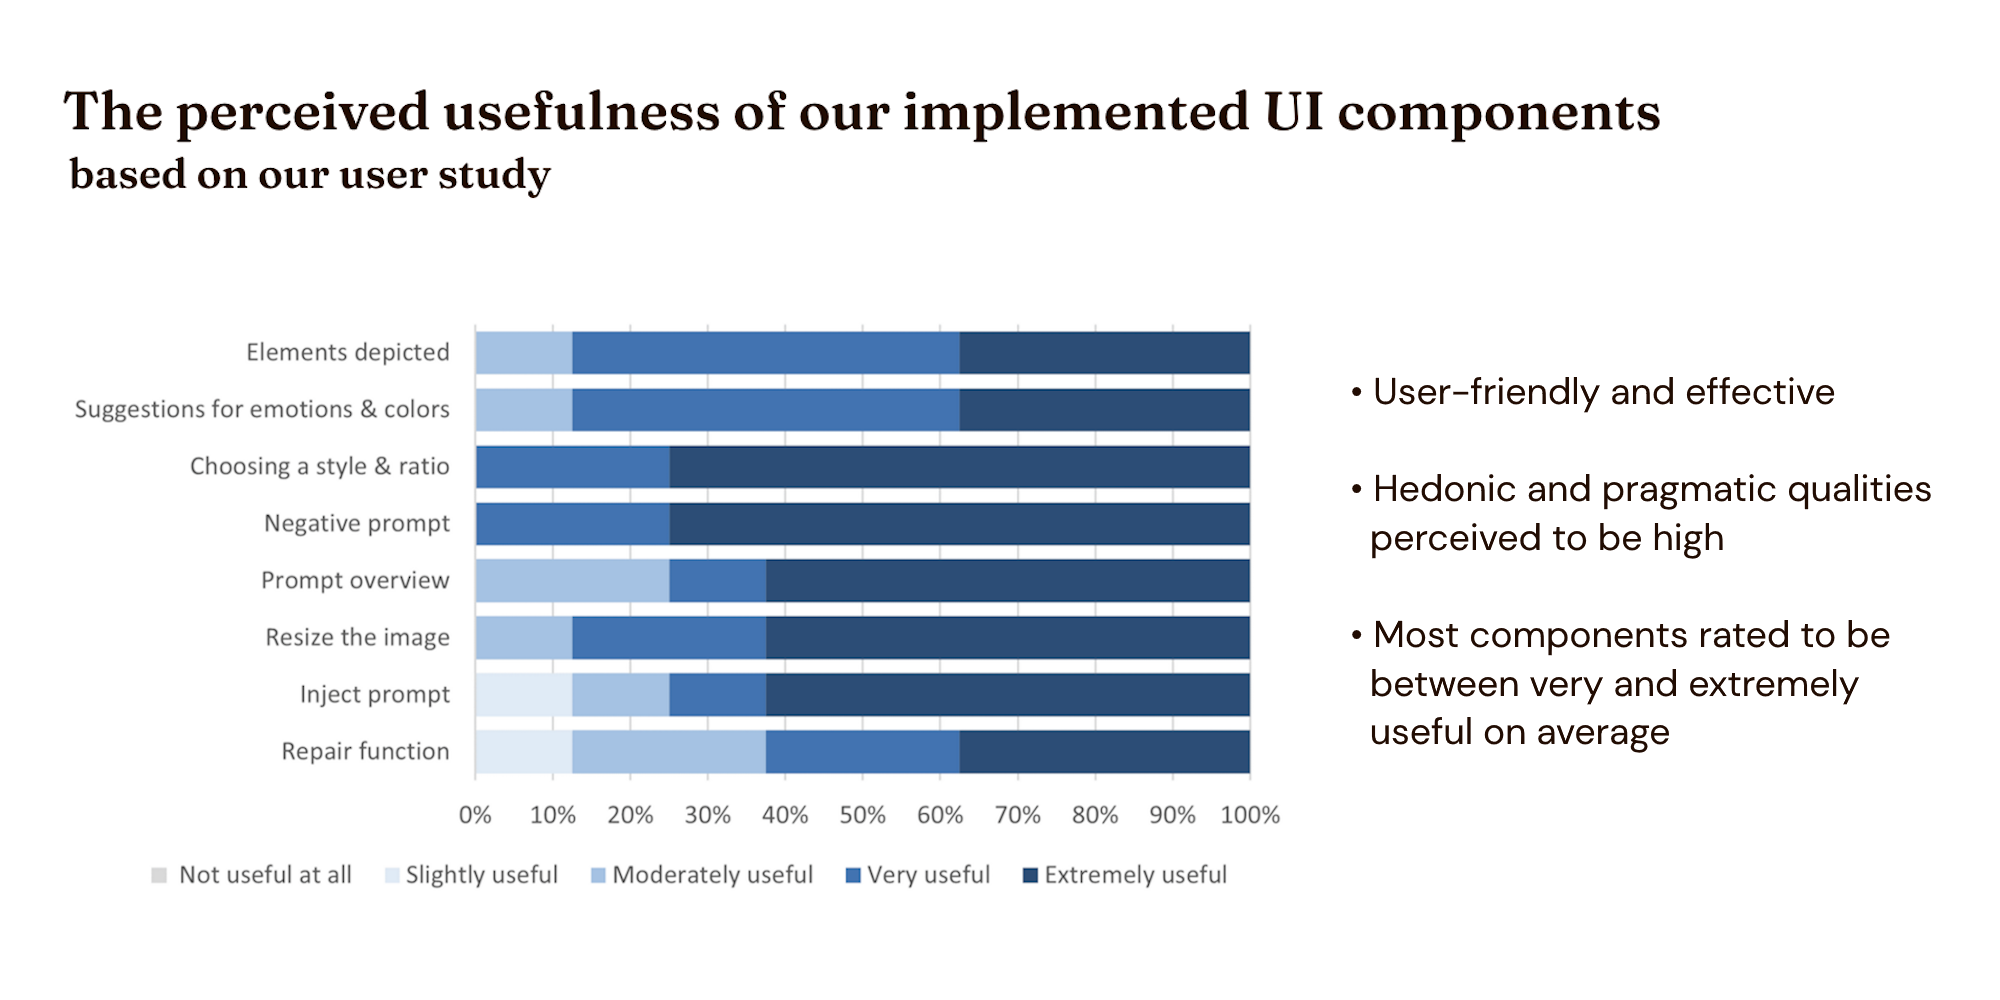 The perceived usefulness of our implemented UI components
based on our user study
Elements depicted
Suggestions for emotions & colors
Choosing a style & ratio
Negative prompt
Prompt overview
Resize the image
Inject prompt
Repair function
0% 10% 20% 30% 40% 50% 60% 70% 80% 90% 100%
Not useful at all Slightly useful Moderately useful Very useful Extremely useful
• User-friendly and effective
• Hedonic and pragmatic qualities
perceived to be high
• Most components rated to be
between very and extremely
useful on average